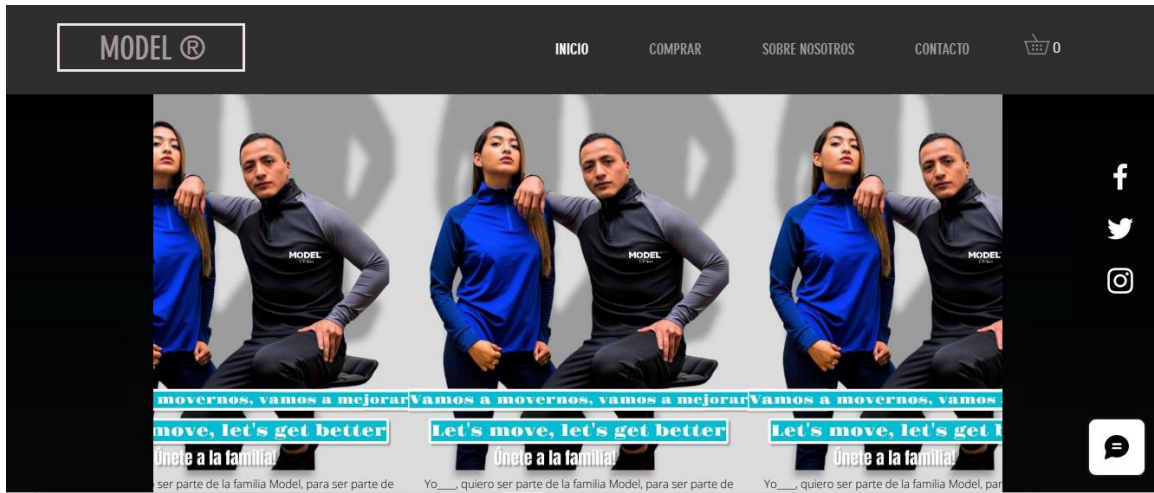 MODEL ®
INICIO COMPRAR SOBRE NOSOTROS CONTACTO 0
MODEL MODEL MODEL
movernos, vamos a mejorar Vamos a movernos, vamos a mejorar Vamos a movernos, vamos
move, let's get better Let's move, let's get better Let's move, let's get
Únete a la familia! Únete a la familia! Únete a la familia!
ser parte de la familia Model, para ser parte de Yo___, quiero ser parte de la familia Model, para ser parte de Yo___, quiero ser parte de la familia Model, par